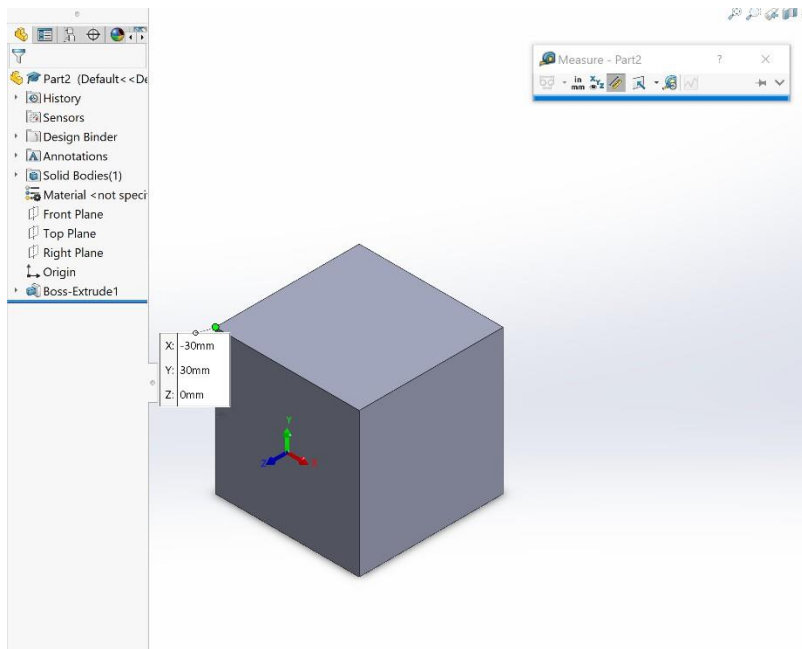 Measure - Part2
?
in
mm
XYZ
Part2 (Default<<De
History
Sensors
Design Binder
A Annotations
Solid Bodies(1)
Material <not speci
Front Plane
Top Plane
Right Plane
Origin
Boss-Extrude1
X: -30mm
Y: 30mm
Z: 0mm
Y
Z X